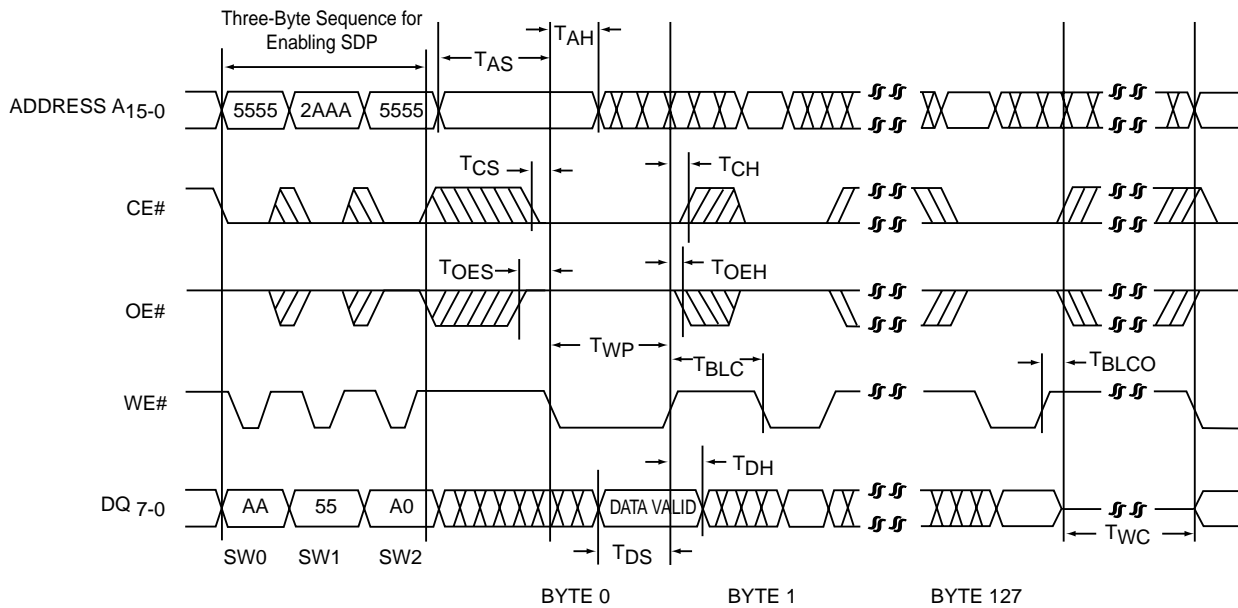 Three-Byte Sequence for
Enabling SDP
TAH
TAS
ADDRESS A15-0
5555
2AAA
5555
TCS
TCH
CE#
TOES
TOEH
OE#
TWP
TBLC
TBLCO
WE#
TDH
DQ 7-0
AA
55
A0
DATA VALID
SW0
SW1
SW2
TDS
TWC
BYTE 0
BYTE 1
BYTE 127